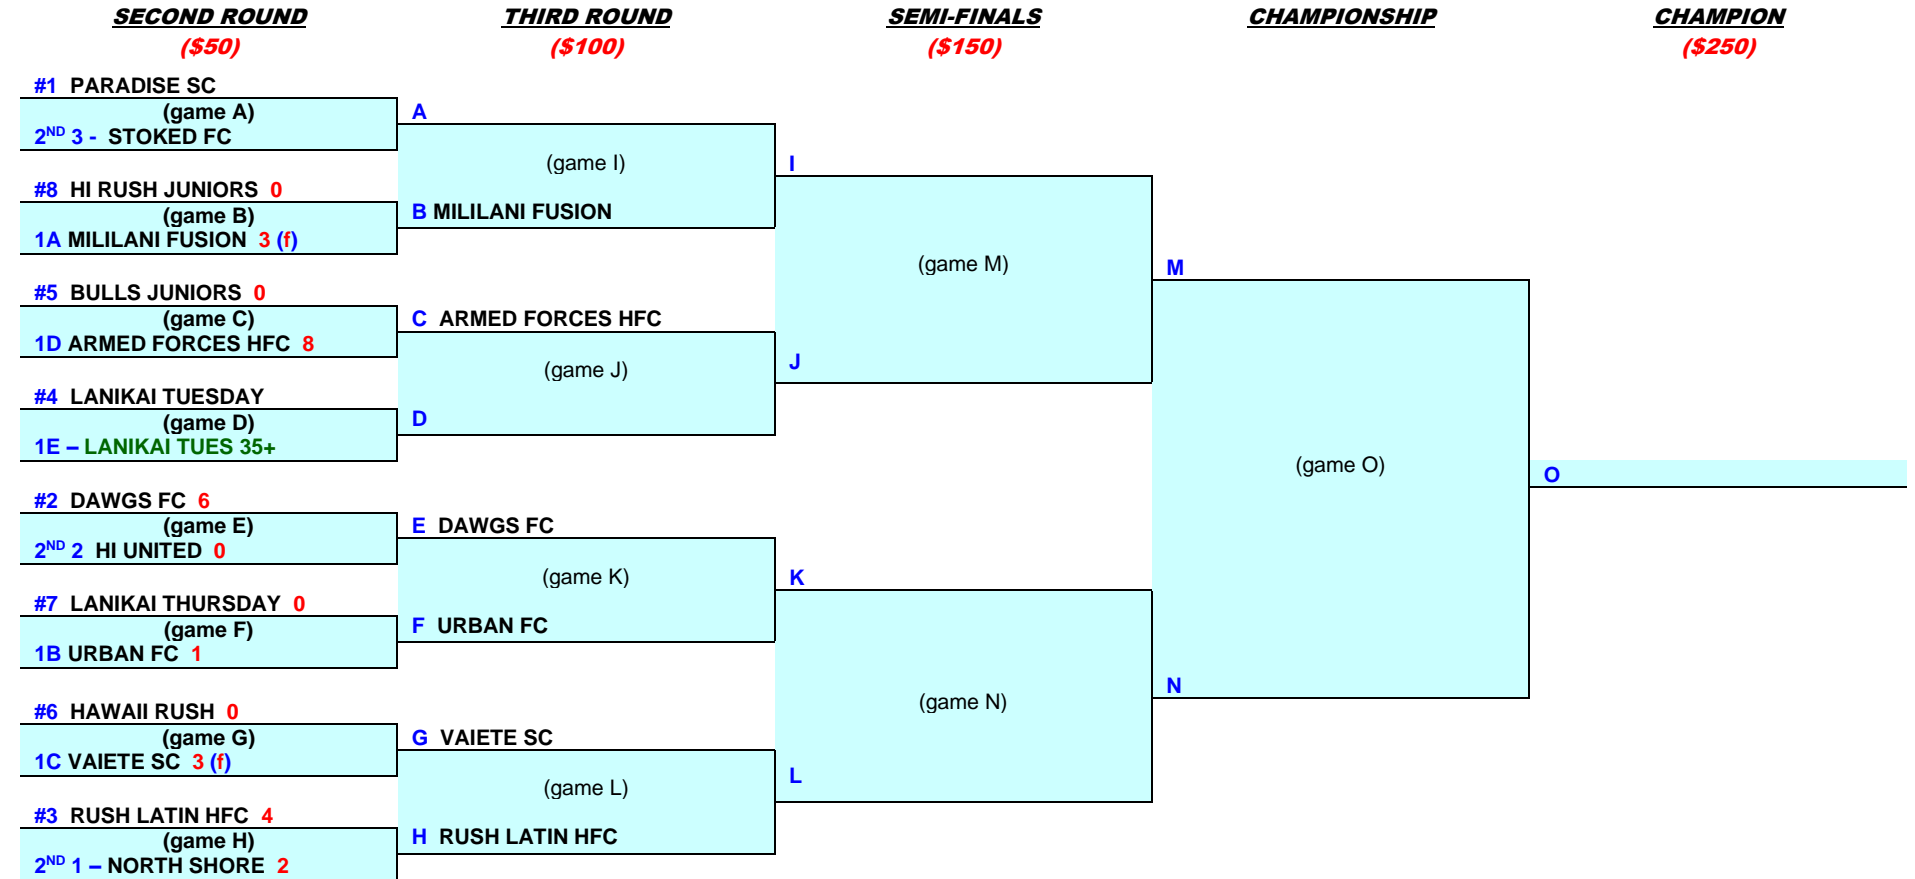 SECOND ROUND
($50)
THIRD ROUND
($100)
SEMI-FINALS
($150)
CHAMPIONSHIP
CHAMPION
($250)
#1 PARADISE SC
(game A)
2ND 3 - STOKED FC
#8 HI RUSH JUNIORS 0
(game B)
1A MILILANI FUSION 3 (f)
#5 BULLS JUNIORS 0
(game C)
1D ARMED FORCES HFC 8
#4 LANIKAI TUESDAY
(game D)
1E – LANIKAI TUES 35+
#2 DAWGS FC 6
(game E)
2ND 2 HI UNITED 0
#7 LANIKAI THURSDAY 0
(game F)
1B URBAN FC 1
#6 HAWAII RUSH 0
(game G)
1C VAIETE SC 3 (f)
#3 RUSH LATIN HFC 4
(game H)
2ND 1 – NORTH SHORE 2
A
(game I)
B MILILANI FUSION
C ARMED FORCES HFC
(game J)
D
E DAWGS FC
(game K)
F URBAN FC
G VAIETE SC
(game L)
H RUSH LATIN HFC
I
(game M)
J
K
(game N)
L
M
(game O)
N
O